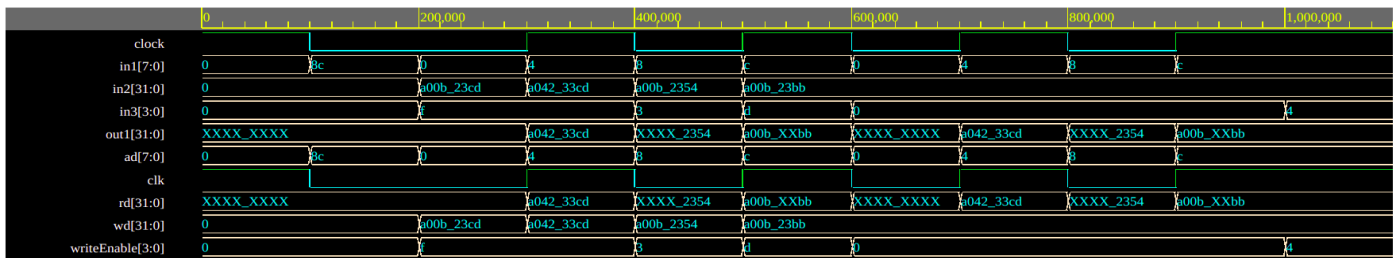 0 200,000 400,000 600,000 800,000 1,000,000
clock
in1[7:0] 0 8c 0 4 8 c 0 4 8 c
in2[31:0] 0 a00b_23cd a042_33cd a00b_2354 a00b_23bb
in3[3:0] 0 f 3 d 0 4
out1[31:0] XXXX_XXXX a042_33cd XXXX_2354 a00b_XXbb XXXX_XXXX a042_33cd XXXX_2354 a00b_XXbb
ad[7:0] 0 8c 0 4 8 c 0 4 8 c
clk
rd[31:0] XXXX_XXXX a042_33cd XXXX_2354 a00b_XXbb XXXX_XXXX a042_33cd XXXX_2354 a00b_XXbb
wd[31:0] 0 a00b_23cd a042_33cd a00b_2354 a00b_23bb
writeEnable[3:0] 0 f 3 d 0 4